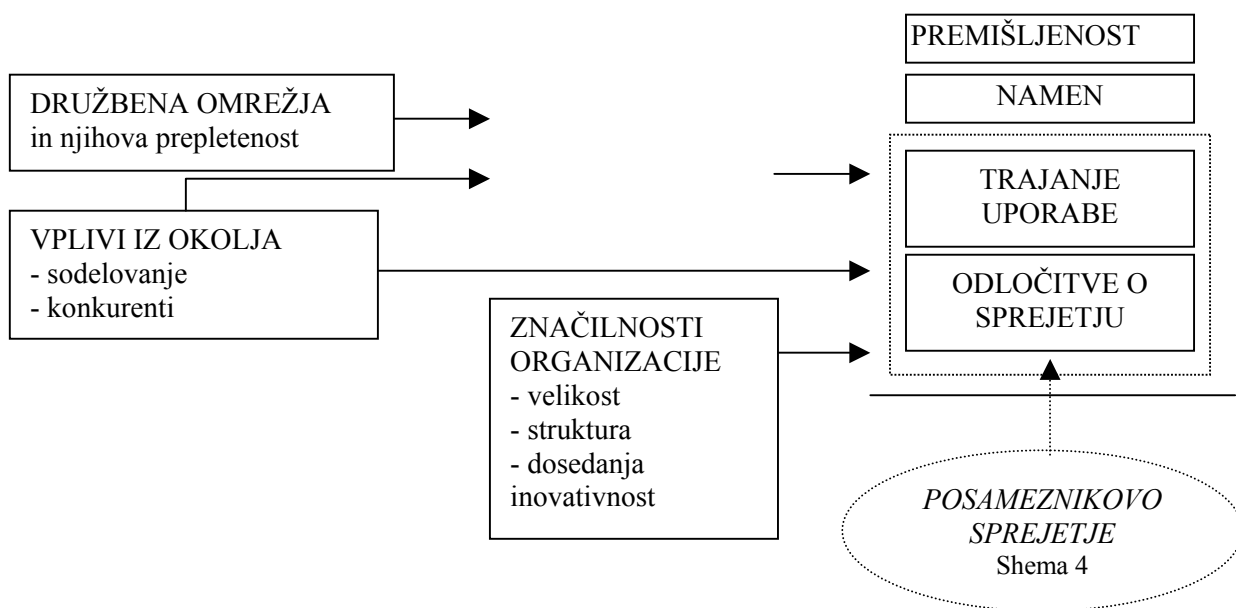 PREMIŠLJENOST
NAMEN
DRUŽBENA OMREŽJA
in njihova prepletenost
TRAJANJE
UPORABE
VPLIVI IZ OKOLJA
- sodelovanje
- konkurenti
ODLOČITVE O
SPREJETJU
ZNAČILNOSTI
ORGANIZACIJE
- velikost
- struktura
- dosedanja
inovativnost
POSAMEZNIKOVO
SPREJETJE
Shema 4